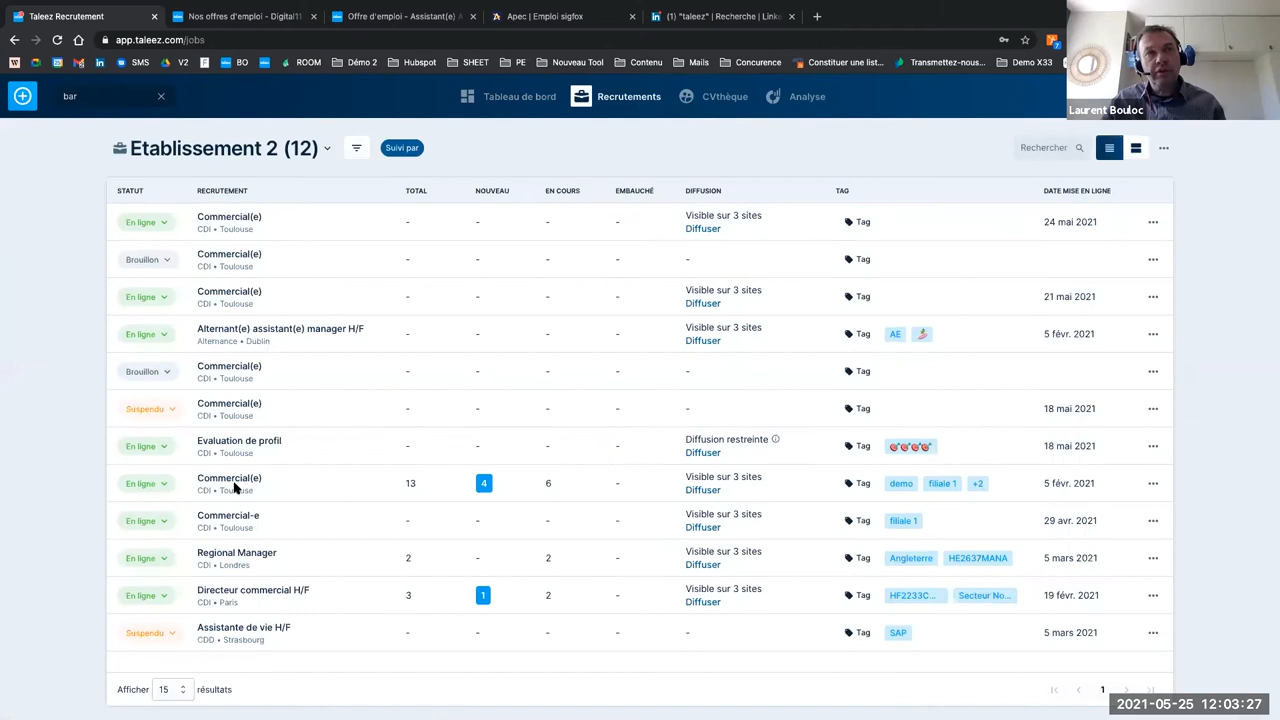 Taleez Recrutement
Nos offres d'emploi - Digital11
Offre d'emploi - Assistant(e) A
Apec | Emploi sigfox
(1) "taleez" | Recherche | Linke
app.taleez.com/jobs
SMS
V2
BO
ROOM
Démo 2
Hubspot
SHEET
PE
Nouveau Tool
Contenu
Mails
Concurence
Constituer une list...
Transmettez-nous...
Demo X33
Laurent Bouloc
bar
Tableau de bord
Recrutements
CVthèque
Analyse
Etablissement 2 (12)
Suivi par
Rechercher
STATUT RECRUTEMENT TOTAL NOUVEAU EN COURS EMBAUCHÉ DIFFUSION TAG DATE MISE EN LIGNE
En ligne Commercial(e) - - - - Visible sur 3 sites Tag 24 mai 2021
CDI • Toulouse Diffuser
Brouillon Commercial(e) - - - - - Tag
CDI • Toulouse
En ligne Commercial(e) - - - - Visible sur 3 sites Tag 21 mai 2021
CDI • Toulouse Diffuser
En ligne Alternant(e) assistant(e) manager H/F - - - - Visible sur 3 sites Tag AE 5 févr. 2021
Alternance • Dublin Diffuser
Brouillon Commercial(e) - - - - - Tag
CDI • Toulouse
Suspendu Commercial(e) - - - - - Tag 18 mai 2021
CDI • Toulouse
En ligne Evaluation de profil - - - - Diffusion restreinte Tag 18 mai 2021
CDI • Toulouse Diffuser
En ligne Commercial(e) 13 4 6 - Visible sur 3 sites Tag demo filiale 1 +2 5 févr. 2021
CDI • Toulouse Diffuser
En ligne Commercial-e - - - - Visible sur 3 sites Tag filiale 1 29 avr. 2021
CDI • Toulouse Diffuser
En ligne Regional Manager 2 - 2 - Visible sur 3 sites Tag Angleterre HE2637MANA 5 mars 2021
CDI • Londres Diffuser
En ligne Directeur commercial H/F 3 1 2 - Visible sur 3 sites Tag HF2233C... Secteur No... 19 févr. 2021
CDI • Paris Diffuser
Suspendu Assistante de vie H/F - - - - - Tag SAP 5 mars 2021
CDD • Strasbourg
Afficher 15 résultats
1
2021-05-25 12:03:27